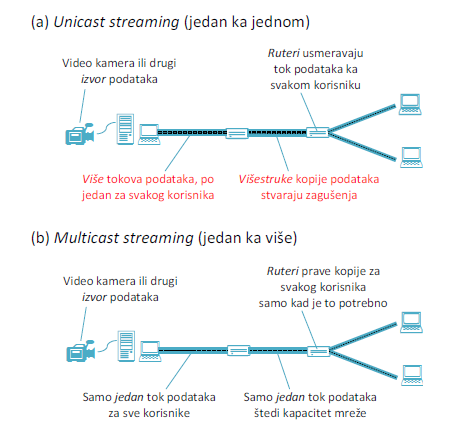 (a) Unicast streaming (jedan ka jednom)
Video kamera ili drugi
izvor podataka
Ruteri usmeravaju
tok podataka ka
svakom korisniku
Više tokova podataka, po
jedan za svakog korisnika
Višestruke kopije podataka
stvaraju zagušenja
(b) Multicast streaming (jedan ka više)
Video kamera ili drugi
izvor podataka
Ruteri prave kopije za
svakog korisnika
samo kad je to potrebno
Samo jedan tok podataka
za sve korisnike
Samo jedan tok podataka
štedi kapacitet mreže